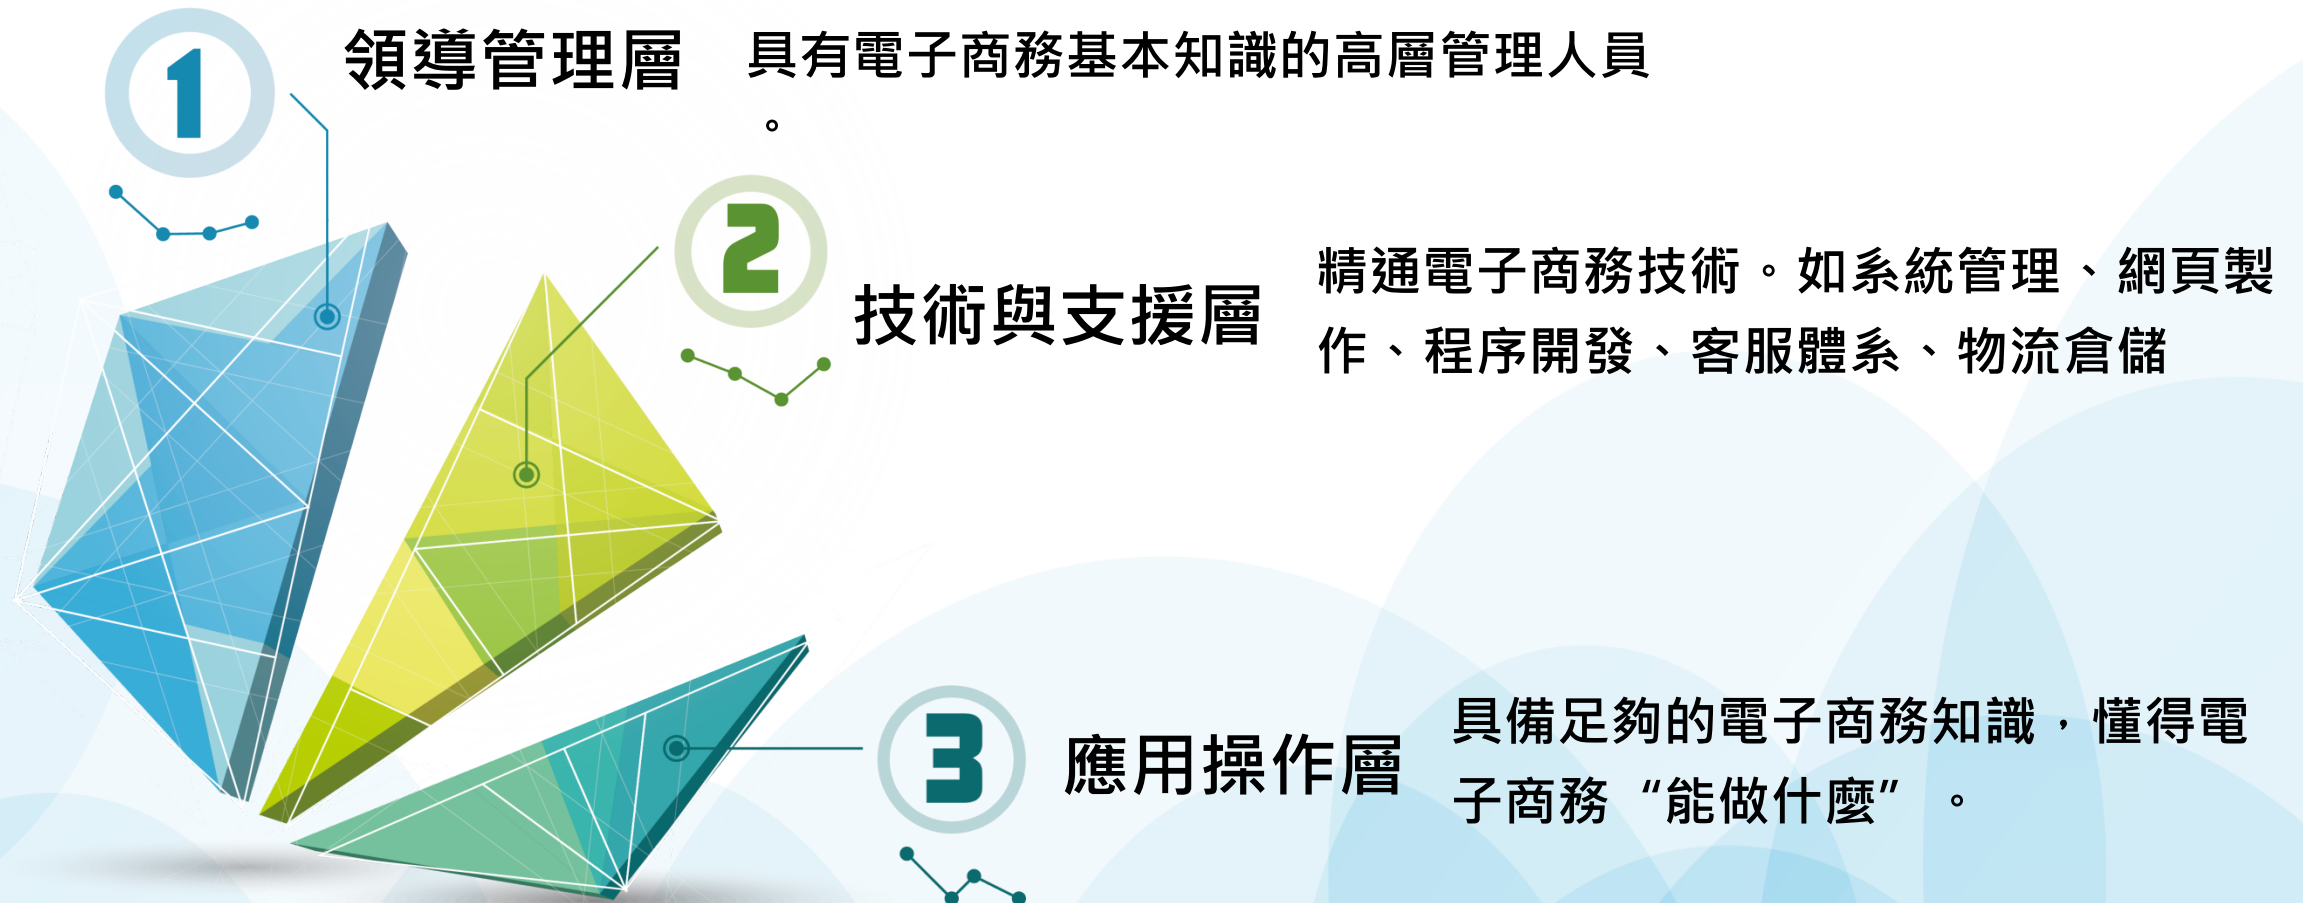 1
領導管理層
具有電子商務基本知識的高層管理人員
。
2
技術與支援層
精通電子商務技術。如系統管理、網頁製
作、程序開發、客服體系、物流倉儲
3
應用操作層
具備足夠的電子商務知識，懂得電
子商務“能做什麼”。